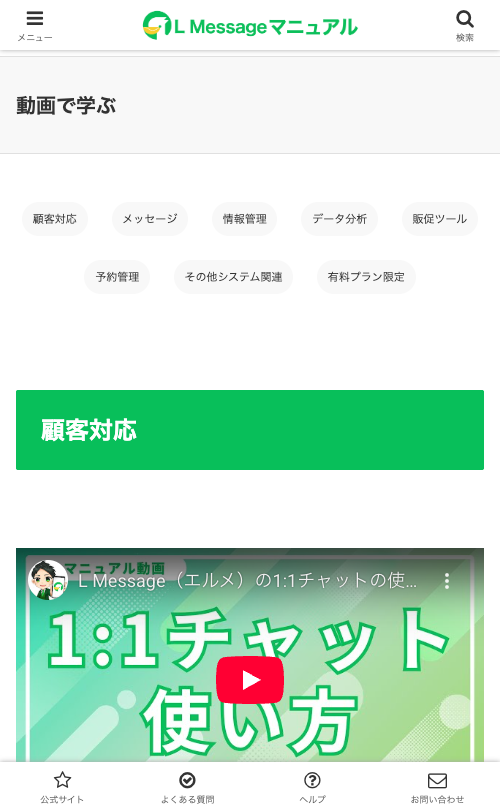 メニュー
L Messageマニュアル
検索
動画で学ぶ
顧客対応
メッセージ
情報管理
データ分析
販促ツール
予約管理
その他システム関連
有料プラン限定
顧客対応
マニュアル動画
L Message（エルメ）の1:1チャットの使...
1:1チャット
使い方
公式サイト
よくある質問
ヘルプ
お問い合わせ